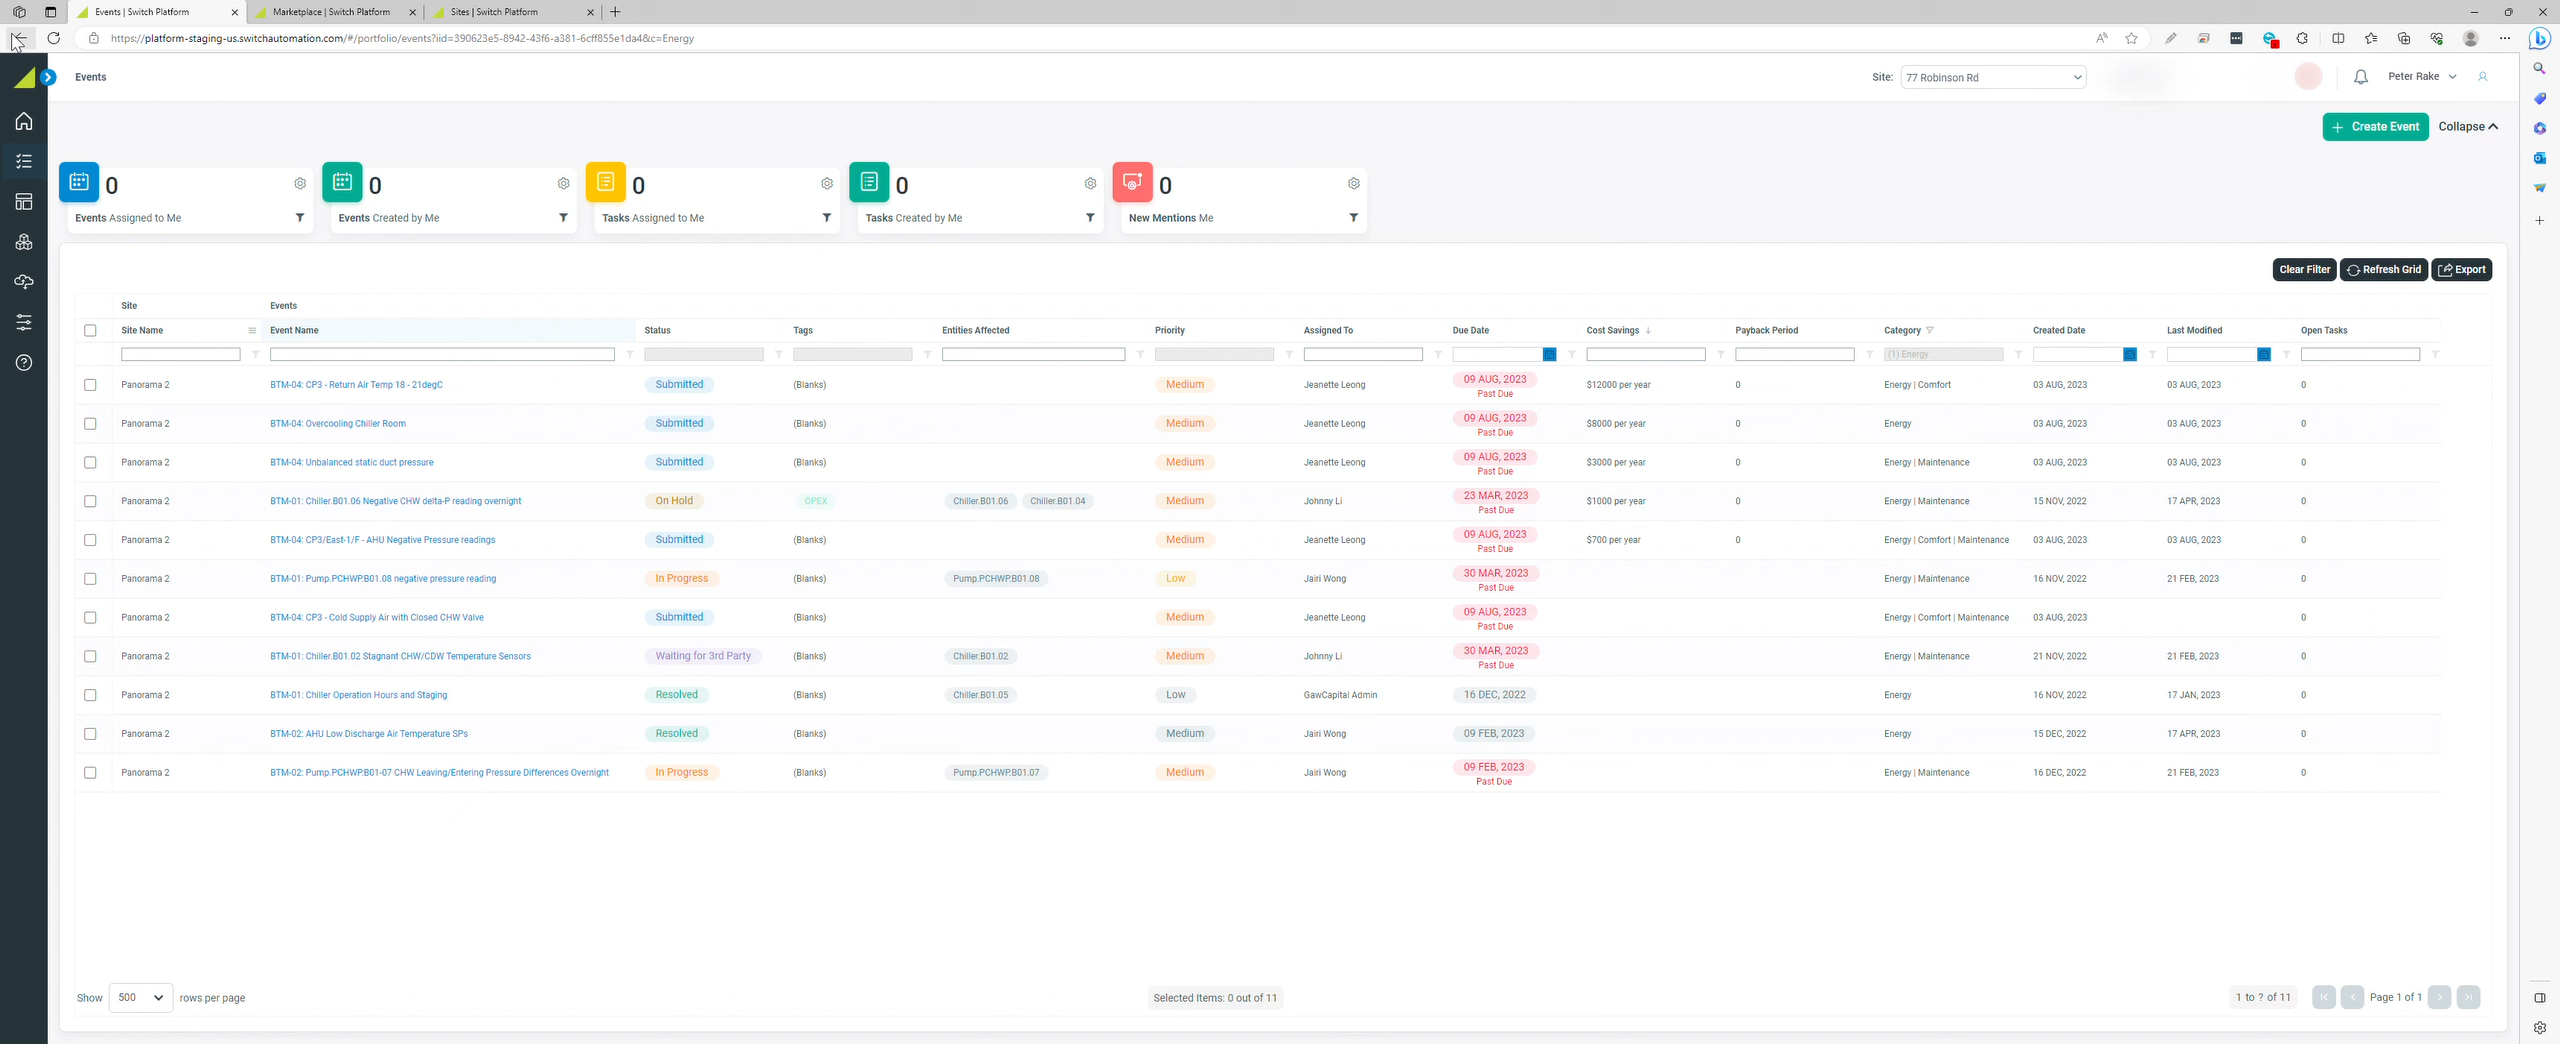 Events | Switch Platform
Marketplace | Switch Platform
Sites | Switch Platform
https://platform-staging-us.switchautomation.com/#/portfolio/events?iid=390623e5-8942-43f6-a381-6cff855e1da4&c=Energy
Events
Site: 77 Robinson Rd
Peter Rake
Create Event
Collapse
0
0
0
0
0
Events Assigned to Me
Events Created by Me
Tasks Assigned to Me
Tasks Created by Me
New Mentions Me
Clear Filter
Refresh Grid
Export
Site Events
Site Name Event Name Status Tags Entities Affected Priority Assigned To Due Date Cost Savings Payback Period Category Created Date Last Modified Open Tasks
(1) Energy
Panorama 2 BTM-04: CP3 - Return Air Temp 18 - 21degC Submitted (Blanks) Medium Jeanette Leong 09 AUG, 2023 $12000 per year 0 Energy | Comfort 03 AUG, 2023 03 AUG, 2023 0
Past Due
Panorama 2 BTM-04: Overcooling Chiller Room Submitted (Blanks) Medium Jeanette Leong 09 AUG, 2023 $8000 per year 0 Energy 03 AUG, 2023 03 AUG, 2023 0
Past Due
Panorama 2 BTM-04: Unbalanced static duct pressure Submitted (Blanks) Medium Jeanette Leong 09 AUG, 2023 $3000 per year 0 Energy | Maintenance 03 AUG, 2023 03 AUG, 2023 0
Past Due
Panorama 2 BTM-01: Chiller.B01.06 Negative CHW delta-P reading overnight On Hold OPEX Chiller.B01.06 Chiller.B01.04 Medium Johnny Li 23 MAR, 2023 $1000 per year 0 Energy | Maintenance 15 NOV, 2022 17 APR, 2023 0
Past Due
Panorama 2 BTM-04: CP3/East-1/F - AHU Negative Pressure readings Submitted (Blanks) Medium Jeanette Leong 09 AUG, 2023 $700 per year 0 Energy | Comfort | Maintenance 03 AUG, 2023 03 AUG, 2023 0
Past Due
Panorama 2 BTM-01: Pump.PCHWP.B01.08 negative pressure reading In Progress (Blanks) Pump.PCHWP.B01.08 Low Jairi Wong 30 MAR, 2023 Energy | Maintenance 16 NOV, 2022 21 FEB, 2023 0
Past Due
Panorama 2 BTM-04: CP3 - Cold Supply Air with Closed CHW Valve Submitted (Blanks) Medium Jeanette Leong 09 AUG, 2023 Energy | Comfort | Maintenance 03 AUG, 2023 0
Past Due
Panorama 2 BTM-01: Chiller.B01.02 Stagnant CHW/CDW Temperature Sensors Waiting for 3rd Party (Blanks) Chiller.B01.02 Medium Johnny Li 30 MAR, 2023 Energy | Maintenance 21 NOV, 2022 21 FEB, 2023 0
Past Due
Panorama 2 BTM-01: Chiller Operation Hours and Staging Resolved (Blanks) Chiller.B01.05 Low GawCapital Admin 16 DEC, 2022 Energy 16 NOV, 2022 17 JAN, 2023 0
Panorama 2 BTM-02: AHU Low Discharge Air Temperature SPs Resolved (Blanks) Medium Jairi Wong 09 FEB, 2023 Energy 15 DEC, 2022 17 APR, 2023 0
Panorama 2 BTM-02: Pump.PCHWP.B01-07 CHW Leaving/Entering Pressure Differences Overnight In Progress (Blanks) Pump.PCHWP.B01.07 Medium Jairi Wong 09 FEB, 2023 Energy | Maintenance 16 DEC, 2022 21 FEB, 2023 0
Past Due
Show 500 rows per page
Selected Items: 0 out of 11
1 to ? of 11
Page 1 of 1